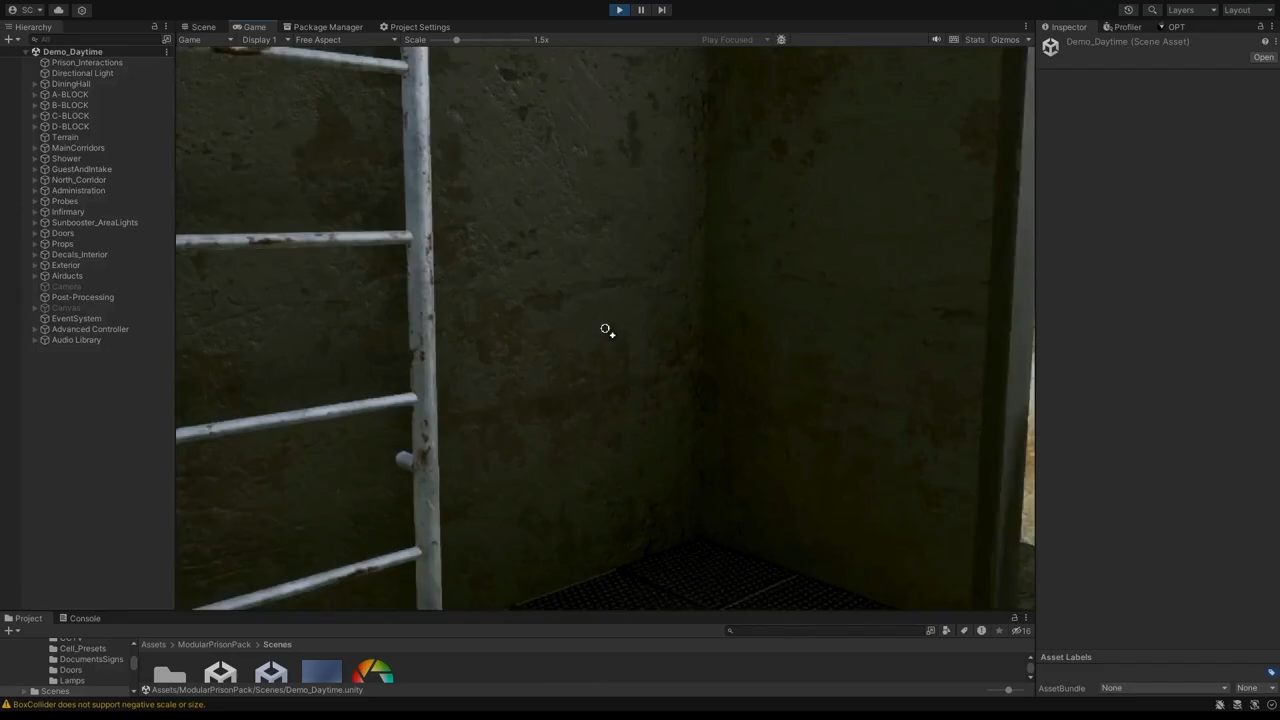 SC
Layers
Layout
Hierarchy
Scene
Game
Package Manager
Project Settings
Inspector
Profiler
OPT
All
Game
Display 1
Free Aspect
Scale
1.5x
Play Focused
Stats
Gizmos
Demo_Daytime (Scene Asset)
Open
Demo_Daytime
Prison_Interactions
Directional Light
DiningHall
A-BLOCK
B-BLOCK
C-BLOCK
D-BLOCK
Terrain
MainCorridors
Shower
GuestAndIntake
North_Corridor
Administration
Probes
Infirmary
Sunbooster_AreaLights
Doors
Props
Decals_Interior
Exterior
Airducts
Camera
Post-Processing
Canvas
EventSystem
Advanced Controller
Audio Library
Project
Console
16
CCTV
Cell_Presets
DocumentsSigns
Doors
Lamps
Scenes
Assets
ModularPrisonPack
Scenes
Assets/ModularPrisonPack/Scenes/Demo_Daytime.unity
Asset Labels
AssetBundle
None
None
BoxCollider does not support negative scale or size.